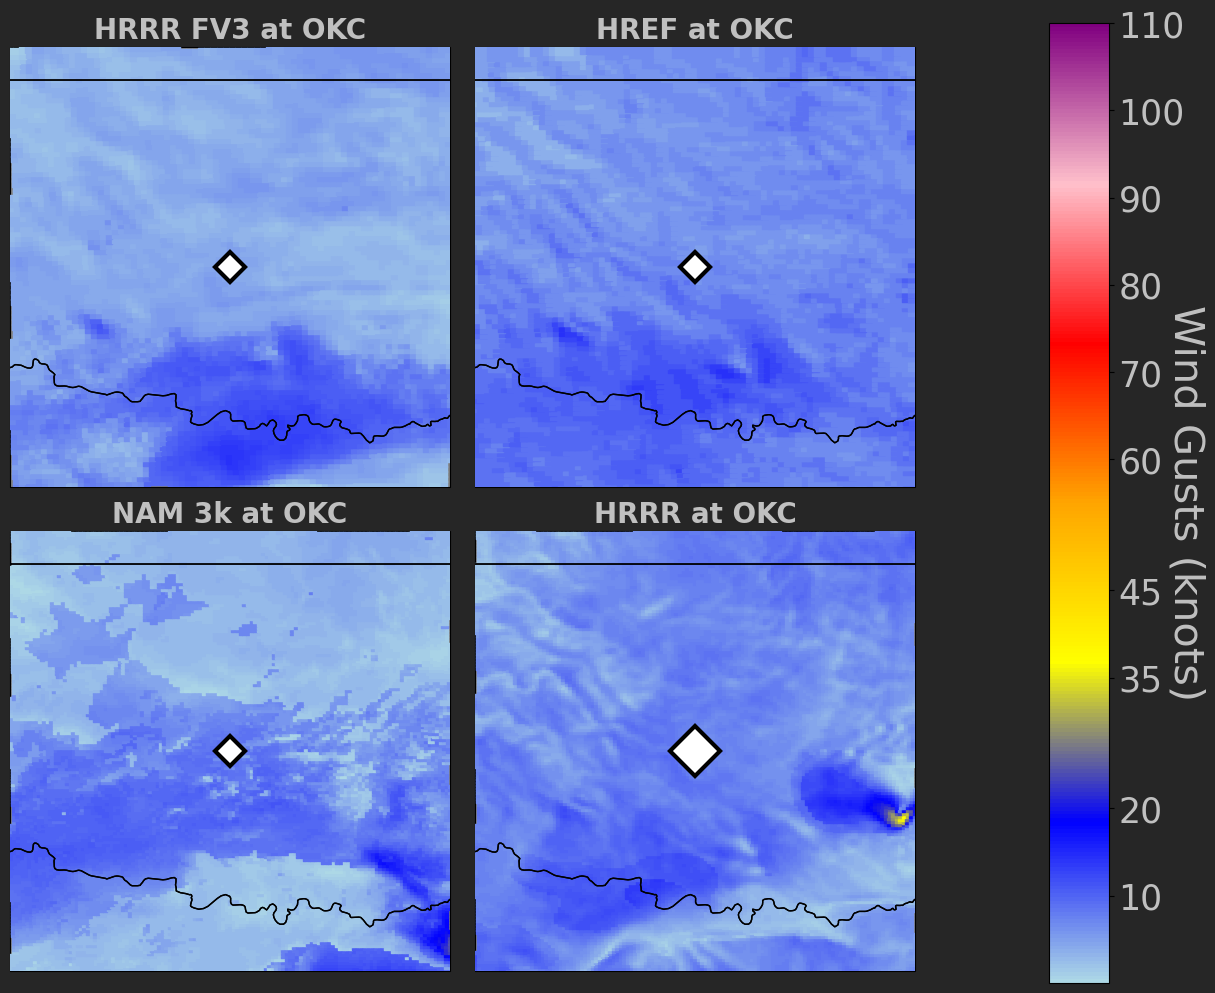 HRRR FV3 at OKC
HREF at OKC
NAM 3k at OKC
HRRR at OKC
110
100
90
80
70
60
45
35
20
10
Wind Gusts (knots)